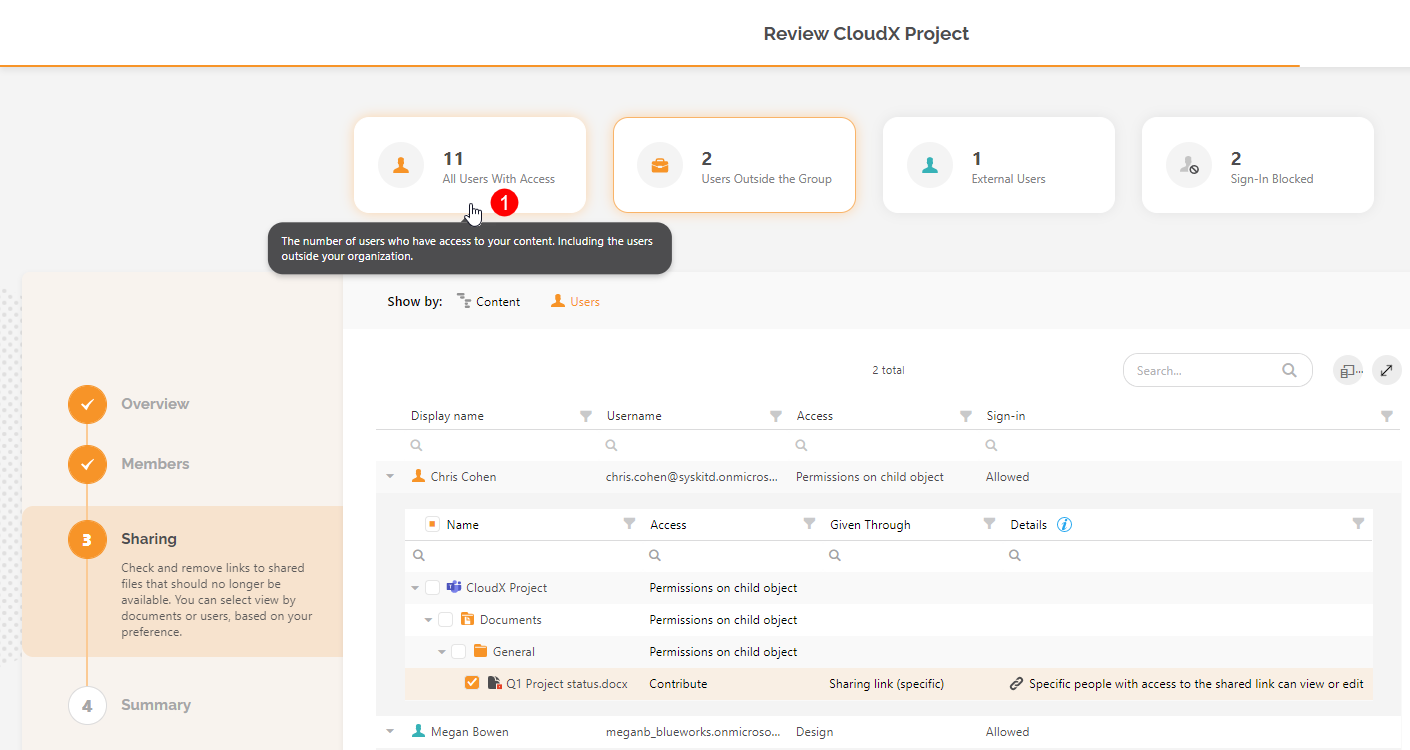 Review CloudX Project
11
All Users With Access
2
Users Outside the Group
1
External Users
2
Sign-In Blocked
1
The number of users who have access to your content. Including the users
outside your organization.
Show by: Content Users
2 total
Search...
Display name Username Access Sign-in
Chris Cohen chris.cohen@syskitd.onmicros... Permissions on child object Allowed
Name Access Given Through Details i
CloudX Project Permissions on child object
Documents Permissions on child object
General Permissions on child object
Q1 Project status.docx Contribute Sharing link (specific) Specific people with access to the shared link can view or edit
Megan Bowen meganb_blueworks.onmicroso... Design Allowed
Overview
Members
3 Sharing
Check and remove links to shared
files that should no longer be
available. You can select view by
documents or users, based on your
preference.
4 Summary